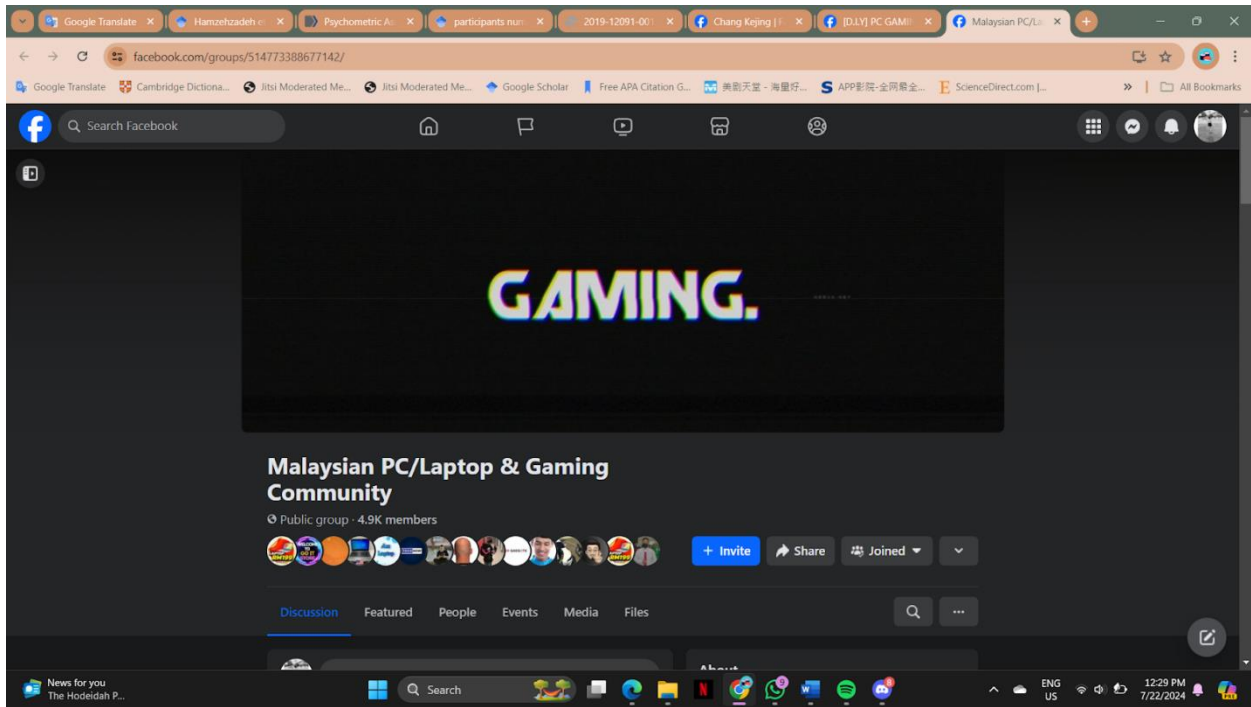 Google Translate
Hamzehzadeh e
Psychometric As
participants num
2019-12091-001
Chang Kejing | F
[D.I.Y] PC GAMI
Malaysian PC/La
facebook.com/groups/514773388677142/
Google Translate
Cambridge Dictiona...
Jitsi Moderated Me...
Jitsi Moderated Me...
Google Scholar
Free APA Citation G...
美剧天堂 - 海量好...
APP影院-全网最全...
ScienceDirect.com |...
All Bookmarks
Search Facebook
GAMING.
Malaysian PC/Laptop & Gaming
Community
Public group · 4.9K members
+ Invite
Share
Joined
Discussion
Featured
People
Events
Media
Files
About
News for you
The Hodeidah P...
Search
ENG
US
12:29 PM
7/22/2024